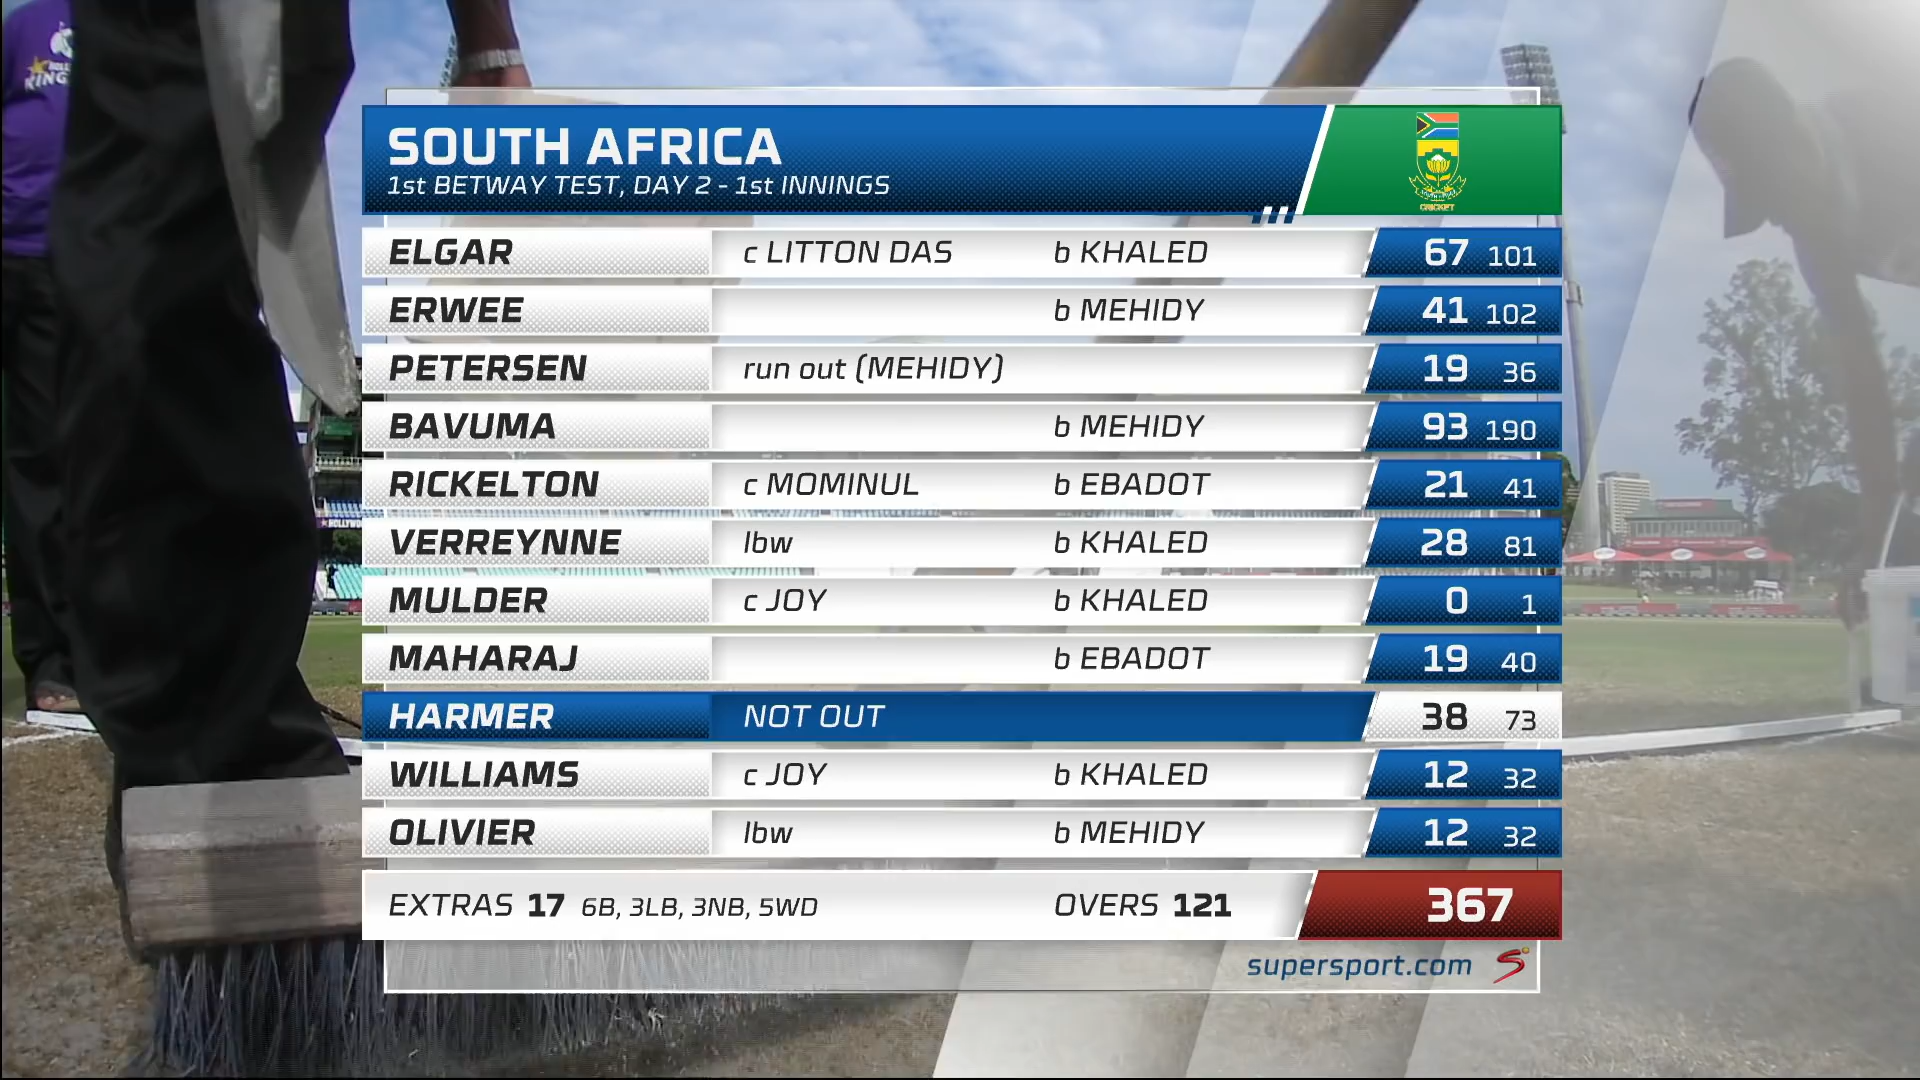 KINGS
SOUTH AFRICA
1st BETWAY TEST, DAY 2 - 1st INNINGS
CRICKET
ELGAR c LITTON DAS b KHALED 67 101
ERWEE b MEHIDY 41 102
PETERSEN run out (MEHIDY) 19 36
BAVUMA b MEHIDY 93 190
RICKELTON c MOMINUL b EBADOT 21 41
VERREYNNE lbw b KHALED 28 81
MULDER c JOY b KHALED 0 1
MAHARAJ b EBADOT 19 40
HARMER NOT OUT 38 73
WILLIAMS c JOY b KHALED 12 32
OLIVIER lbw b MEHIDY 12 32
EXTRAS 17 6B, 3LB, 3NB, 5WD OVERS 121 367
supersport.com